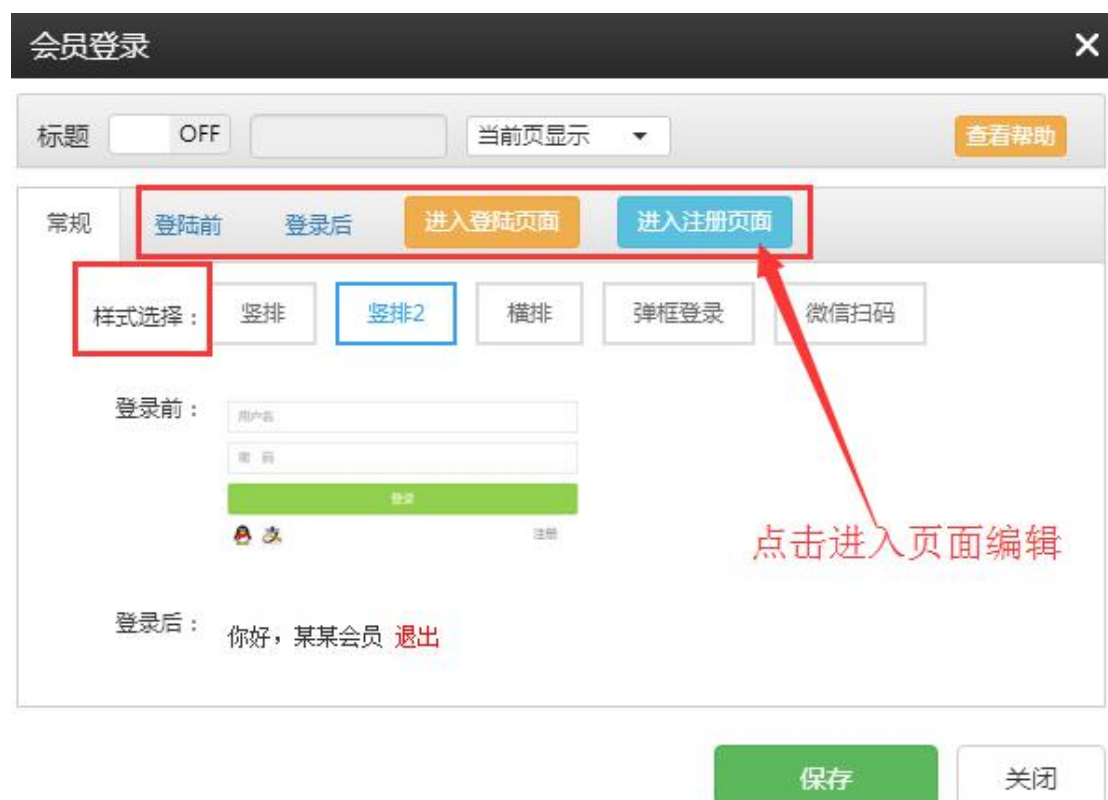 会员登录
标题 OFF 当前页显示 查看帮助
常规 登陆前 登录后 进入登陆页面 进入注册页面
样式选择： 竖排 竖排2 横排 弹框登录 微信扫码
登录前：
用户名
密 码
登录
注册
点击进入页面编辑
登录后： 你好，某某会员 退出
保存 关闭